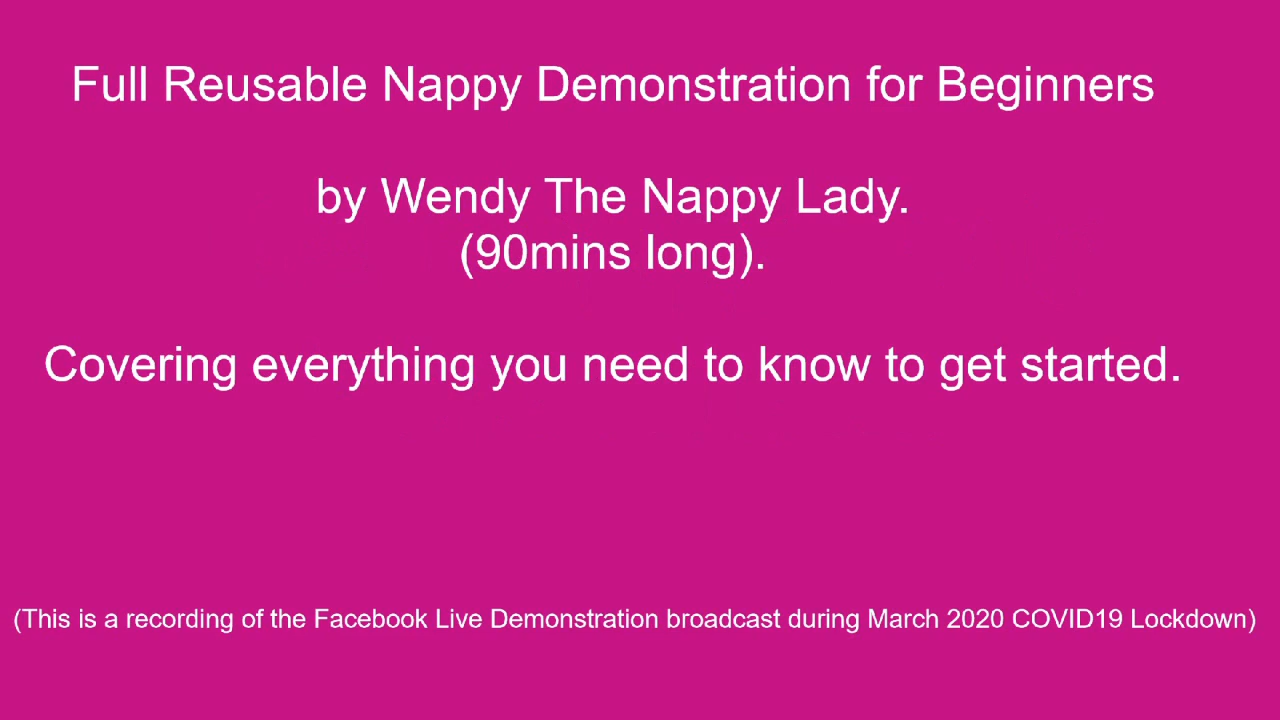 Full Reusable Nappy Demonstration for Beginners
by Wendy The Nappy Lady.
(90mins long).
Covering everything you need to know to get started.
(This is a recording of the Facebook Live Demonstration broadcast during March 2020 COVID19 Lockdown)